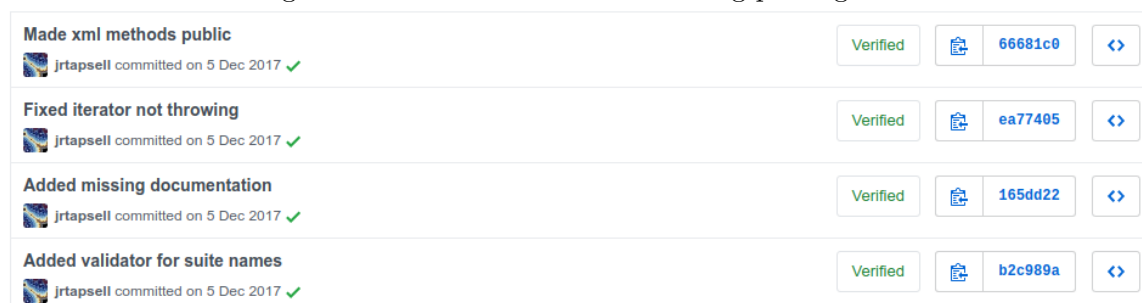 Made xml methods public
jrtapsell committed on 5 Dec 2017
Verified
66681c0
Fixed iterator not throwing
jrtapsell committed on 5 Dec 2017
Verified
ea77405
Added missing documentation
jrtapsell committed on 5 Dec 2017
Verified
165dd22
Added validator for suite names
jrtapsell committed on 5 Dec 2017
Verified
b2c989a